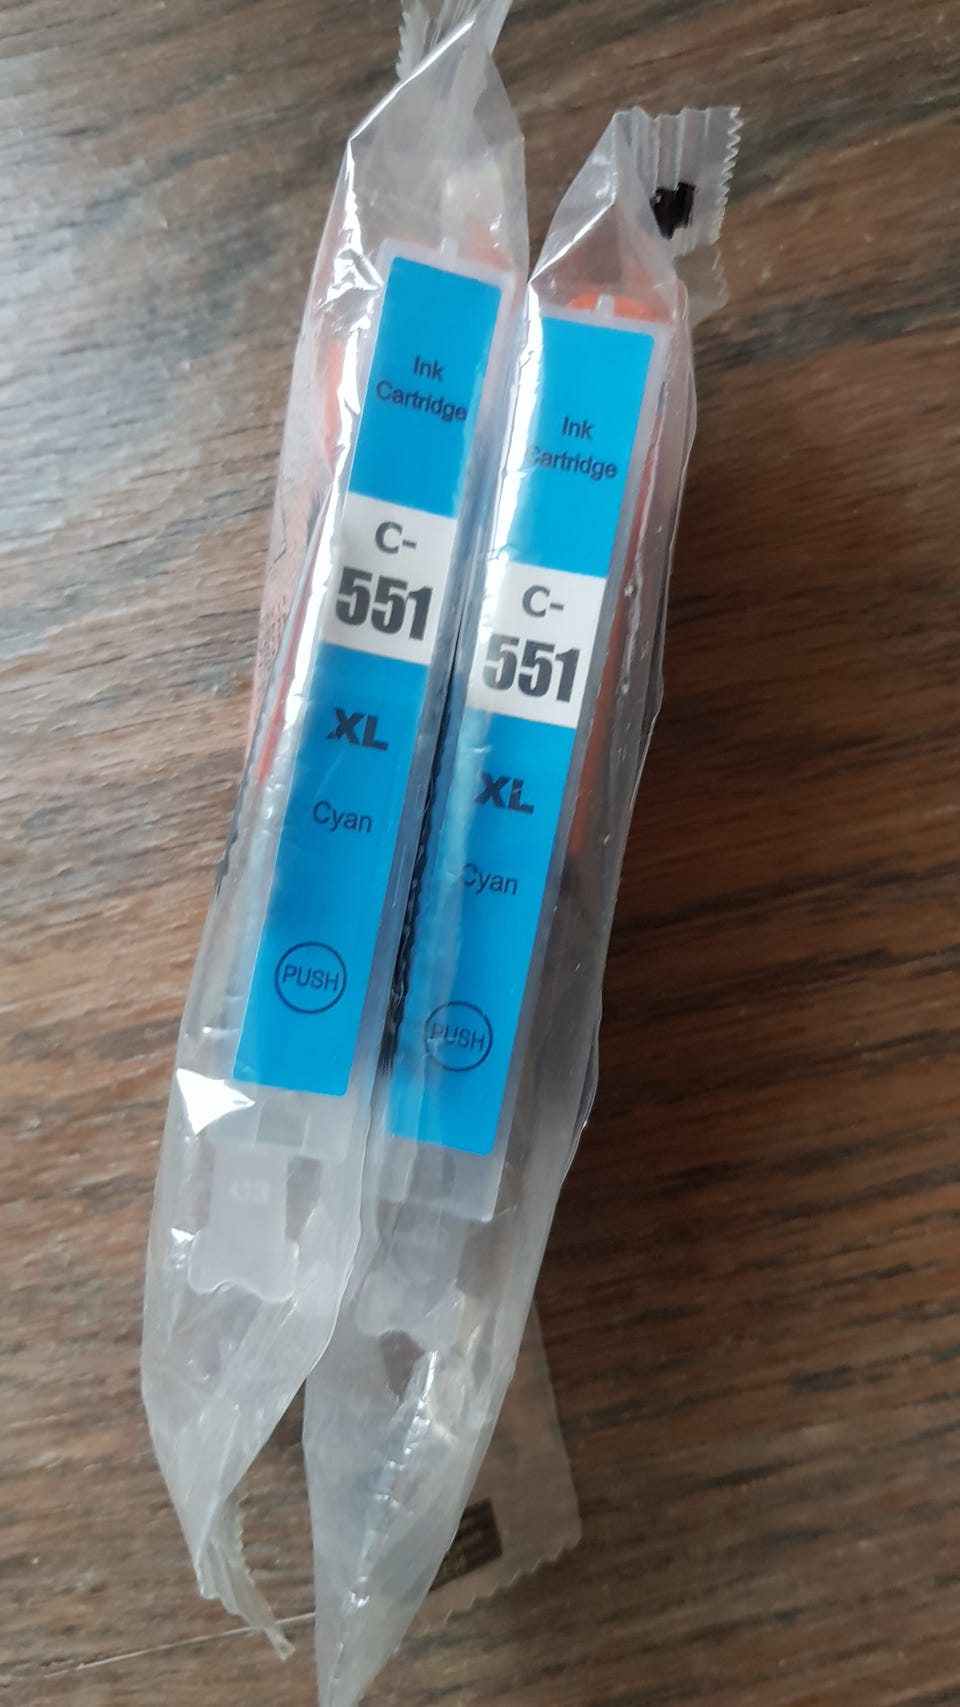 Ink
Cartridge
C-
551
XL
Cyan
PUSH
Ink
Cartridge
C-
551
XL
Cyan
PUSH